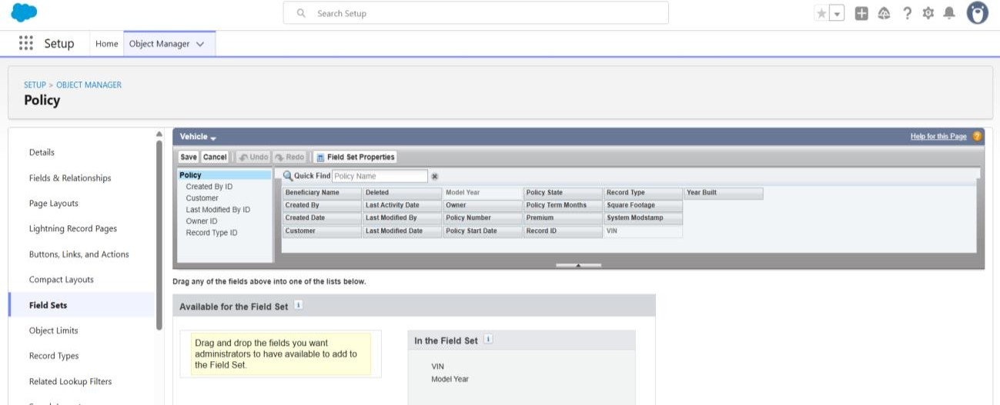 Search Setup
Setup
Home
Object Manager
SETUP > OBJECT MANAGER
Policy
Details
Fields & Relationships
Page Layouts
Lightning Record Pages
Buttons, Links, and Actions
Compact Layouts
Field Sets
Object Limits
Record Types
Related Lookup Filters
Vehicle
Help for this Page
Save Cancel Undo Redo Field Set Properties
Policy
Created By ID
Customer
Last Modified By ID
Owner ID
Record Type ID
Quick Find Policy Name
Beneficiary Name Deleted Model Year Policy State Record Type Year Built
Created By Last Activity Date Owner Policy Term Months Square Footage
Created Date Last Modified By Policy Number Premium System Modstamp
Customer Last Modified Date Policy Start Date Record ID VIN
Drag any of the fields above into one of the lists below.
Available for the Field Set
Drag and drop the fields you want
administrators to have available to add to
the Field Set.
In the Field Set
VIN
Model Year